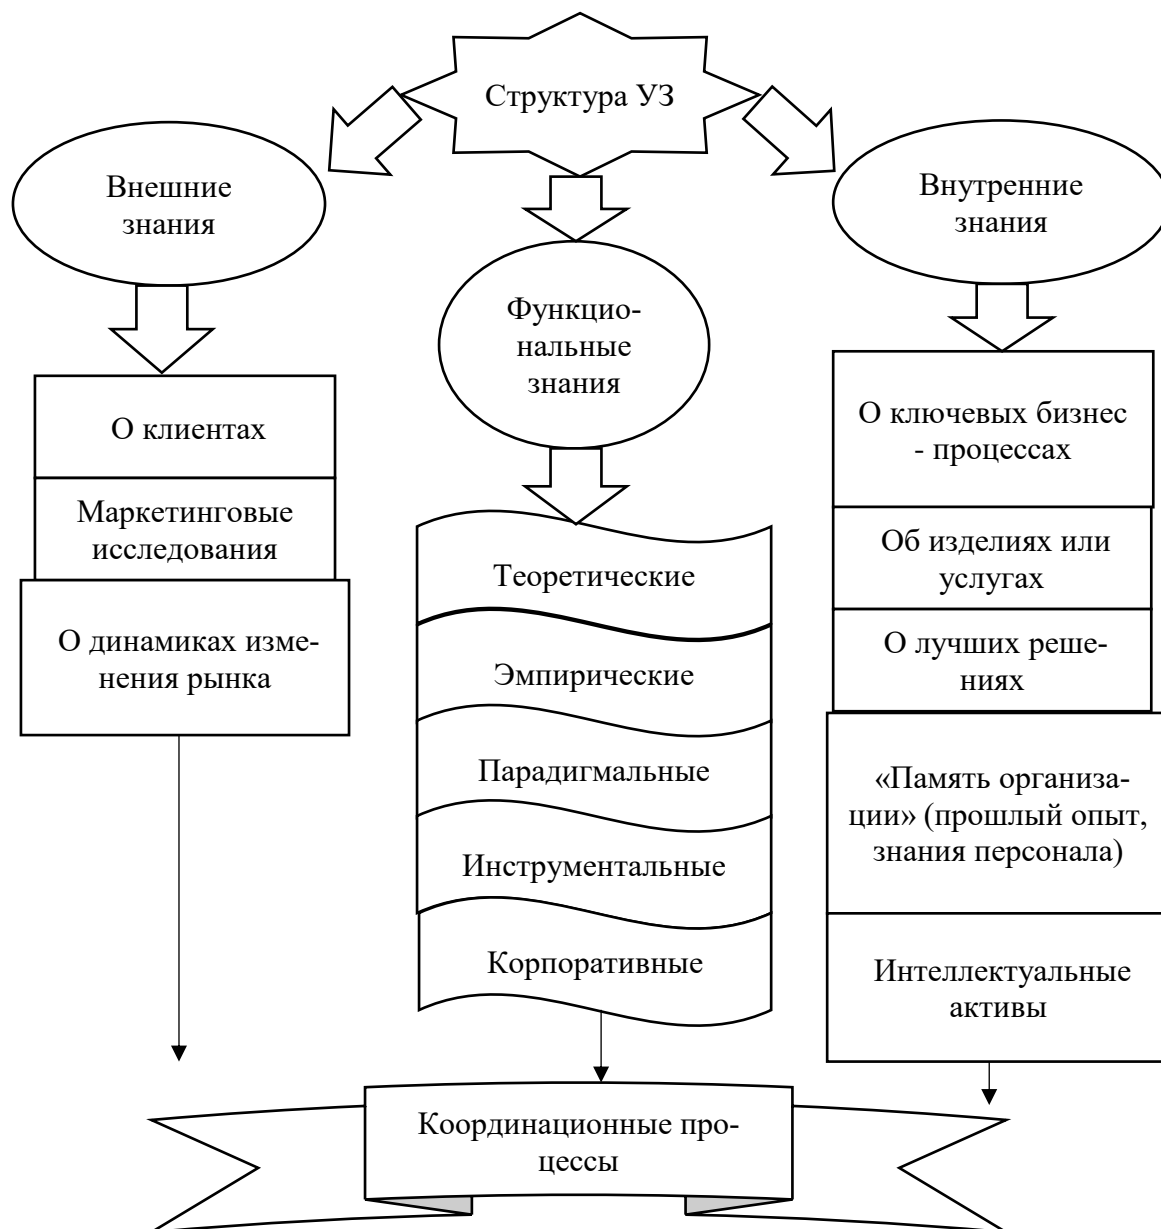 Структура УЗ
Внешние
знания
Функцио-
нальные
знания
Внутренние
знания
О клиентах
Маркетинговые
исследования
О динамиках изме-
нения рынка
Теоретические
Эмпирические
Парадигмальные
Инструментальные
Корпоративные
О ключевых бизнес
- процессах
Об изделиях или
услугах
О лучших реше-
ниях
«Память организа-
ции» (прошлый опыт,
знания персонала)
Интеллектуальные
активы
Координационные про-
цессы